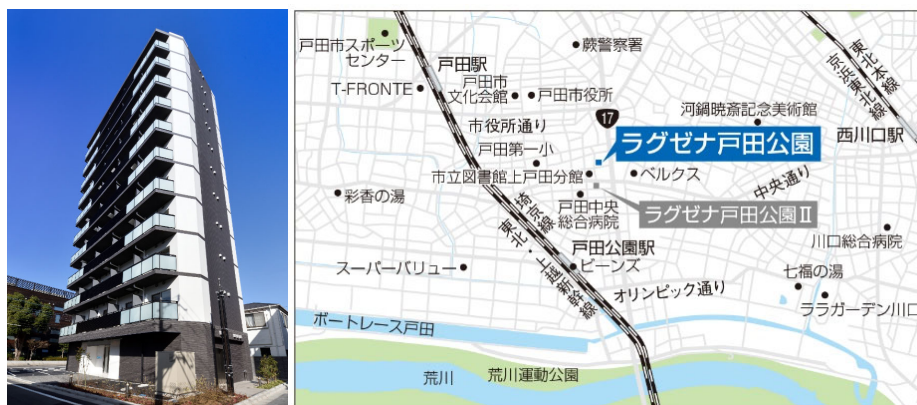 戸田市スポーツ
センター
戸田駅
蕨警察署
東北本線
京浜東北線
T-FRONTE
戸田市
文化会館
戸田市役所
17
河鍋暁斎記念美術館
西川口駅
市役所通り
戸田第一小
ラグゼナ戸田公園
市立図書館上戸田分館
ベルクス
中央通り
彩香の湯
戸田中央
総合病院
ラグゼナ戸田公園Ⅱ
埼京線
東北・上越新幹線
戸田公園駅
川口総合病院
スーパーバリュー
ビーンズ
七福の湯
オリンピック通り
ララガーデン川口
ボートレース戸田
荒川
荒川運動公園